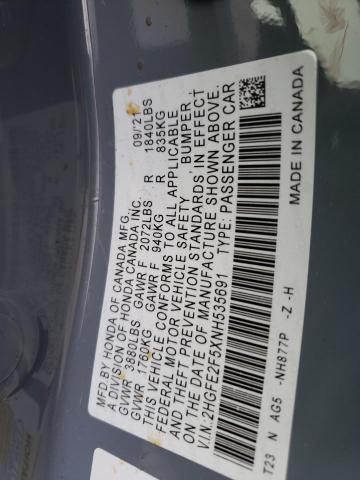 MFD.BY HONDA OF CANADA MFG.
A DIVISION OF HONDA CANADA INC. 09/21
GVWR 3880LBS GAWR F 2072LBS R 1840LBS
GVWR 1760KG GAWR F 940KG R 835KG
THIS VEHICLE CONFORMS TO ALL APPLICABLE
FEDERAL MOTOR VEHICLE SAFETY BUMPER,
AND THEFT PREVENTION STANDARDS IN EFFECT
ON THE DATE OF MANUFACTURE SHOWN ABOVE.
V.I.N.:2HGFE2F5XNH535691 TYPE:PASSENGER CAR
T23 N AG5 -NH877P -Z -H MADE IN CANADA